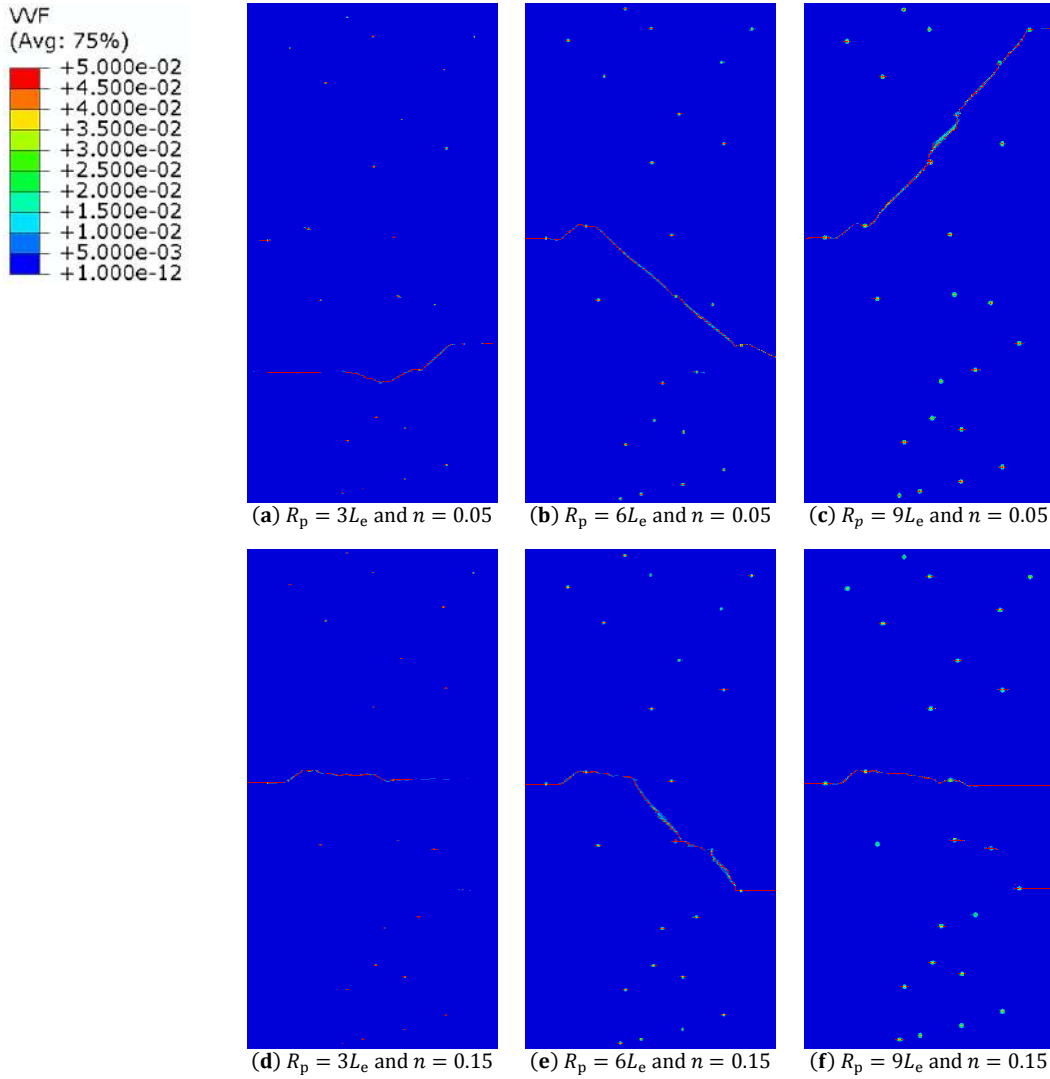 VVF
(Avg: 75%)
+5.000e-02
+4.500e-02
+4.000e-02
+3.500e-02
+3.000e-02
+2.500e-02
+2.000e-02
+1.500e-02
+1.000e-02
+5.000e-03
+1.000e-12
(a) Rp = 3Le and n = 0.05
(b) Rp = 6Le and n = 0.05
(c) Rp = 9Le and n = 0.05
(d) Rp = 3Le and n = 0.15
(e) Rp = 6Le and n = 0.15
(f) Rp = 9Le and n = 0.15